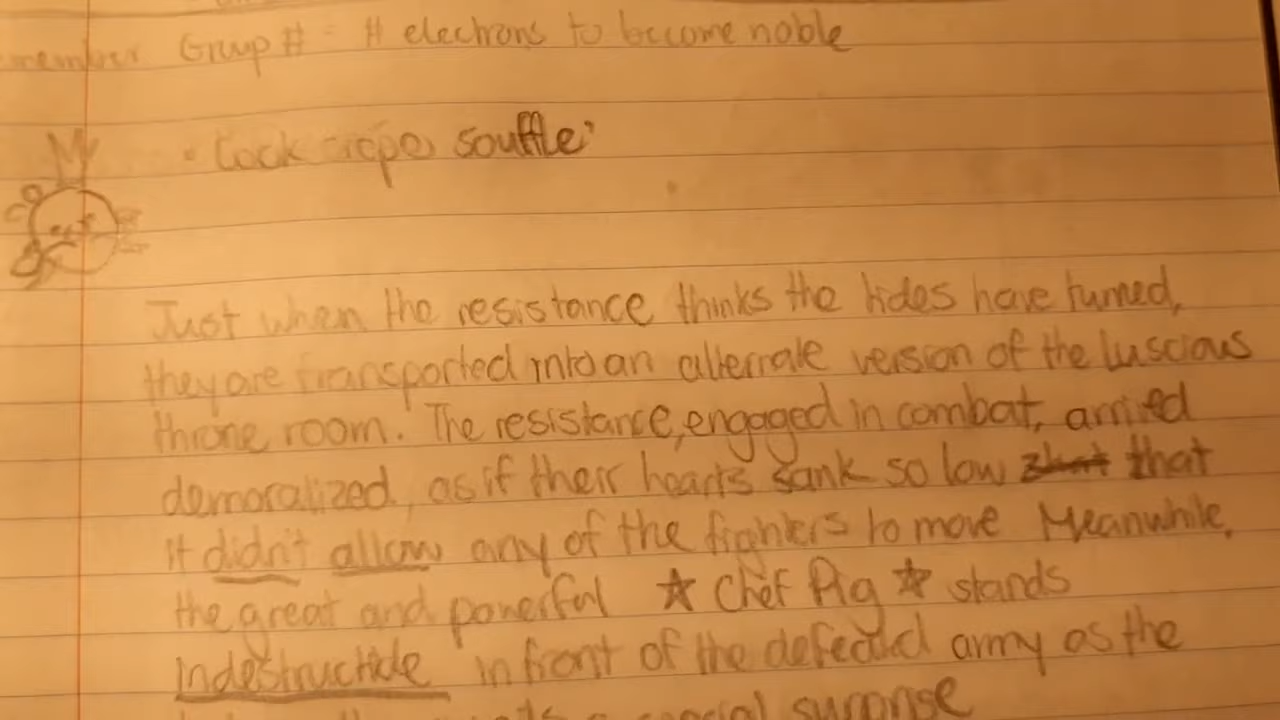 Group # = # electrons to become noble
souffle
Just when the resistance thinks the tides have turned,
they are transported into an alternate version of the luscious
throne room. The resistance, engaged in combat, arrived
demoralized, as if their hearts sank so low that
it didn't allow any of the fighters to move Meanwhile,
the great and powerful ☆ Chef Pig ☆ stands
indestructible in front of the defeated army as the
special surprise